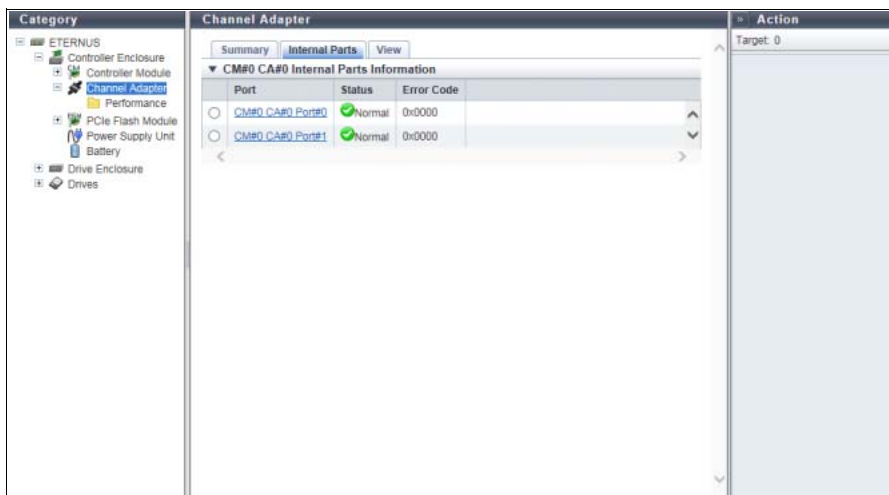 Category
ETERNUS
Controller Enclosure
Controller Module
Channel Adapter
Performance
PCIe Flash Module
Power Supply Unit
Battery
Drive Enclosure
Drives
Channel Adapter
Summary Internal Parts View
▼ CM#0 CA#0 Internal Parts Information
Port Status Error Code
CM#0 CA#0 Port#0 Normal 0x0000
CM#0 CA#0 Port#1 Normal 0x0000
» Action
Target: 0